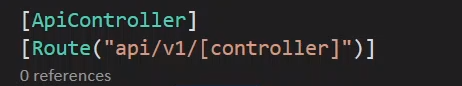 [ApiController]
[Route("api/v1/[controller]")]
0 references